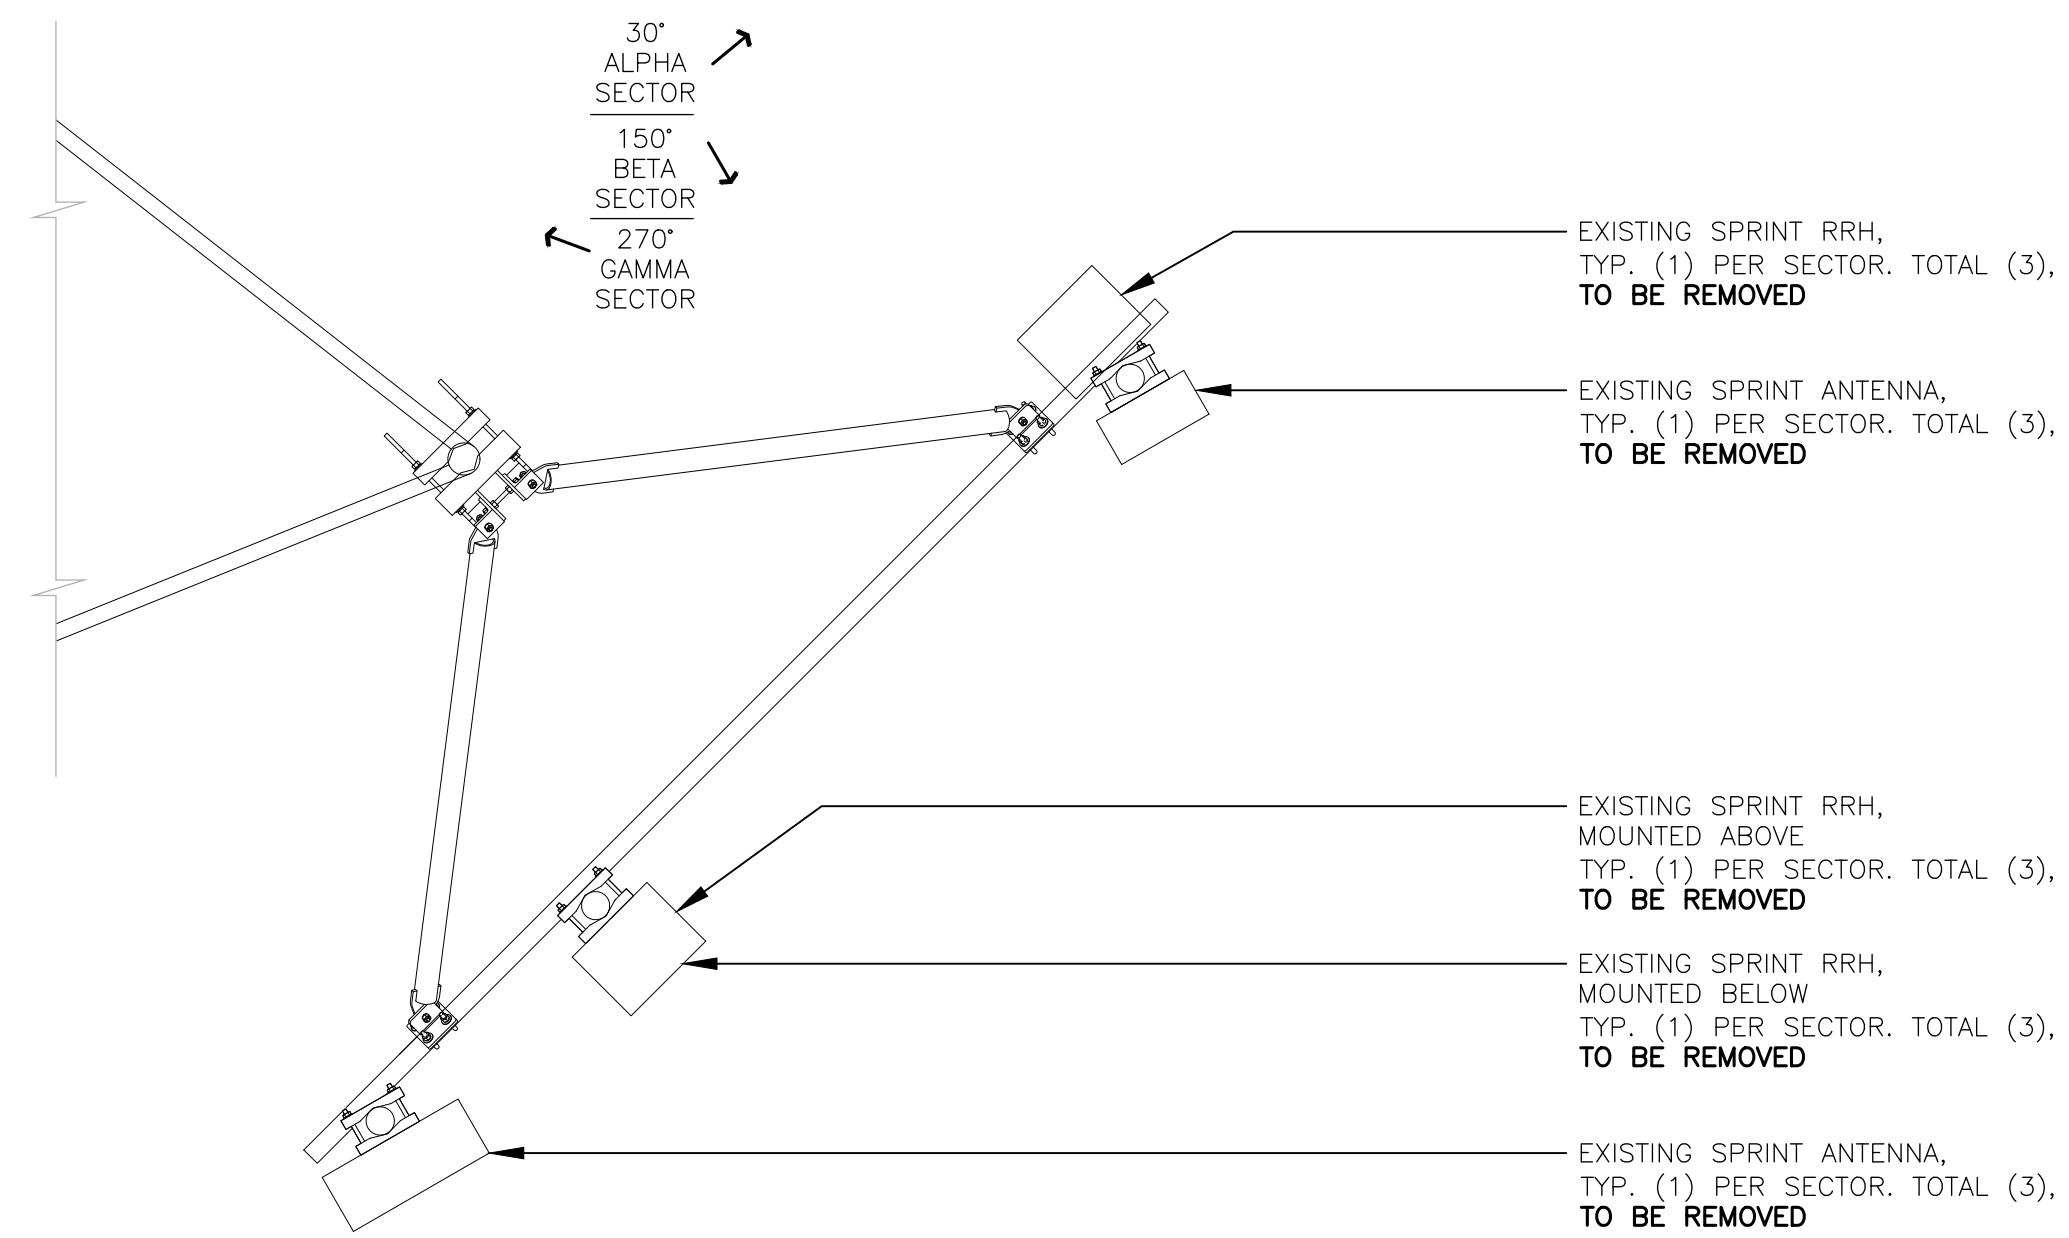 30°
ALPHA
SECTOR
150°
BETA
SECTOR
270°
GAMMA
SECTOR
EXISTING SPRINT RRH,
TYP. (1) PER SECTOR. TOTAL (3),
TO BE REMOVED
EXISTING SPRINT ANTENNA,
TYP. (1) PER SECTOR. TOTAL (3),
TO BE REMOVED
EXISTING SPRINT RRH,
MOUNTED ABOVE
TYP. (1) PER SECTOR. TOTAL (3),
TO BE REMOVED
EXISTING SPRINT RRH,
MOUNTED BELOW
TYP. (1) PER SECTOR. TOTAL (3),
TO BE REMOVED
EXISTING SPRINT ANTENNA,
TYP. (1) PER SECTOR. TOTAL (3),
TO BE REMOVED